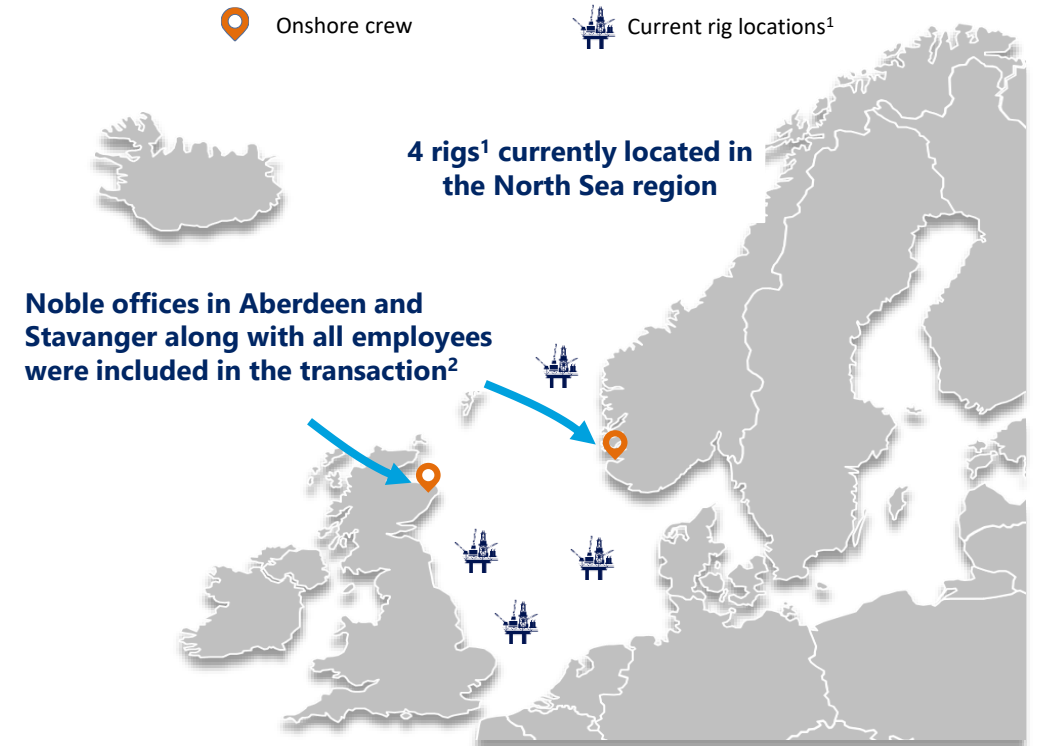 Onshore crew
Current rig locations¹
4 rigs¹ currently located in
the North Sea region
Noble offices in Aberdeen and
Stavanger along with all employees
were included in the transaction²